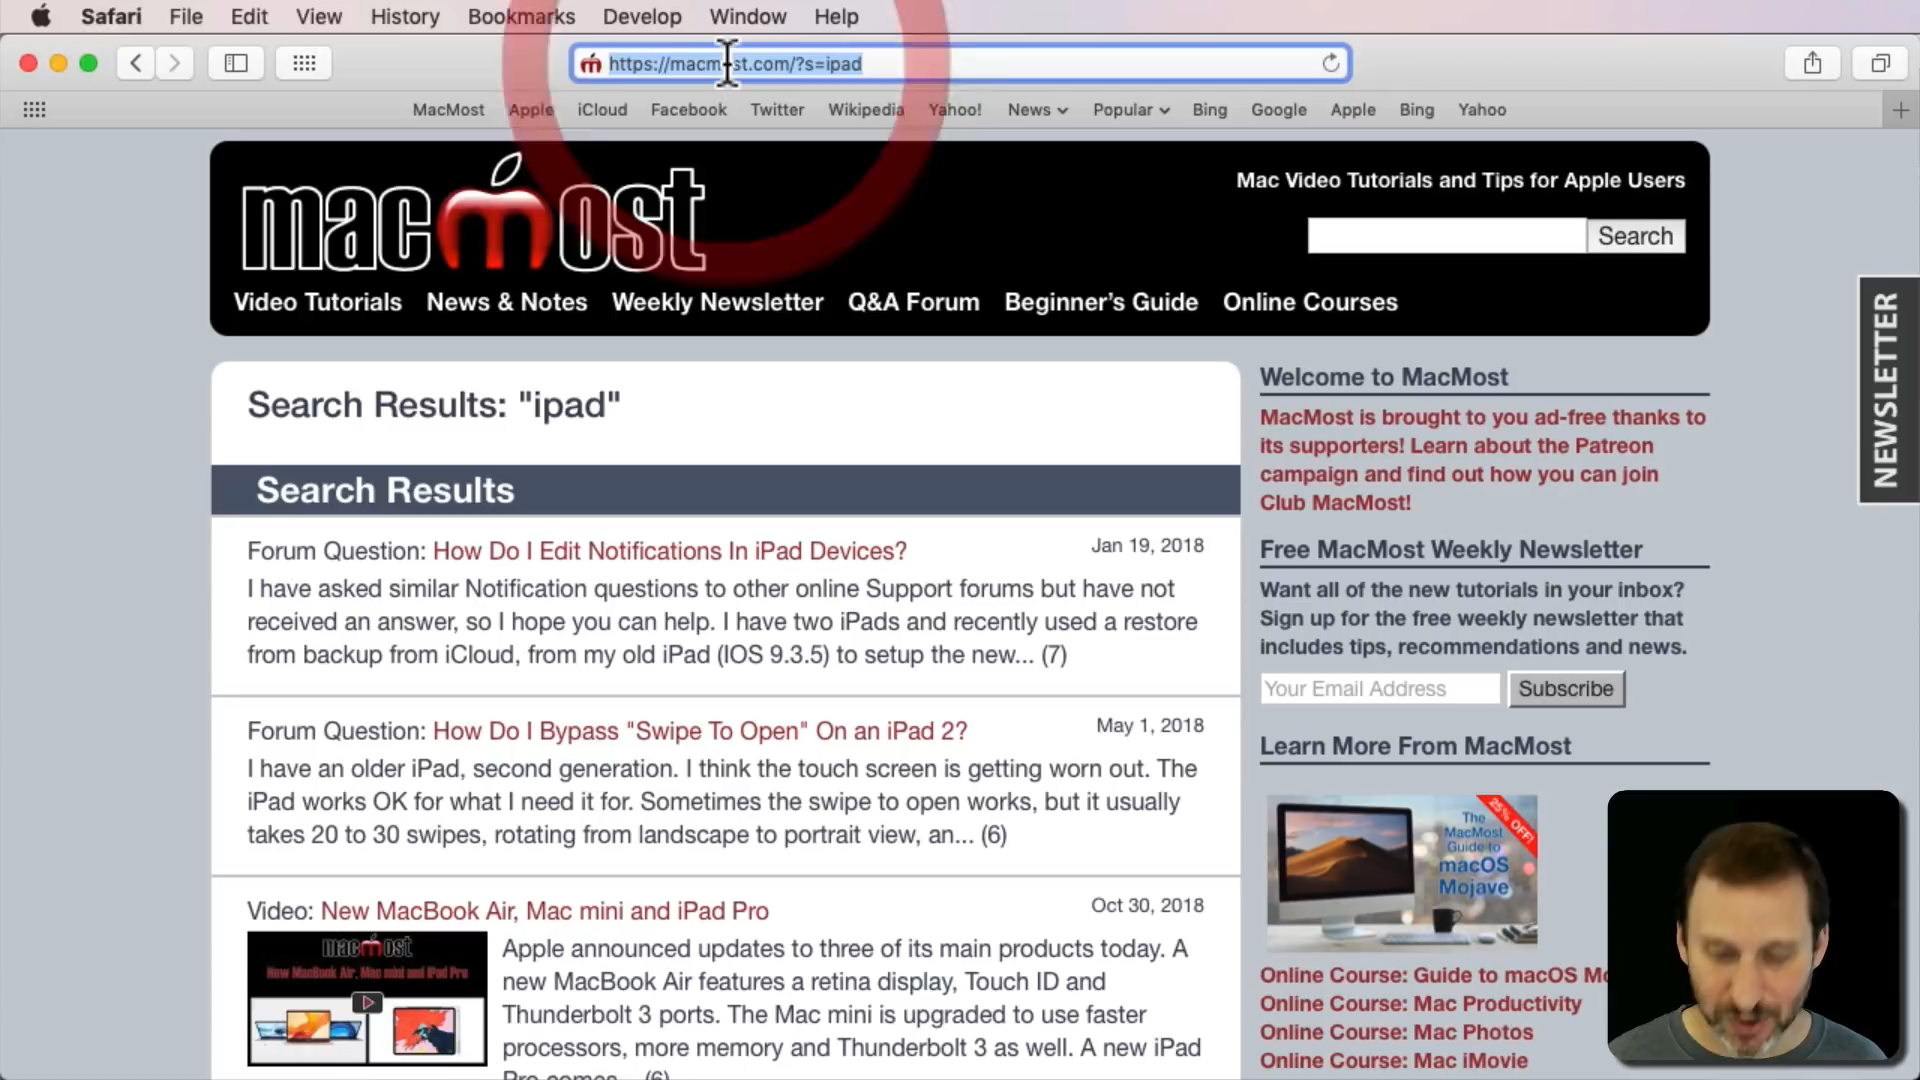 Safari File Edit View History Bookmarks Develop Window Help
https://macmost.com/?s=ipad
MacMost Apple iCloud Facebook Twitter Wikipedia Yahoo! News Popular Bing Google Apple Bing Yahoo
macmost
Mac Video Tutorials and Tips for Apple Users
Search
Video Tutorials News & Notes Weekly Newsletter Q&A Forum Beginner's Guide Online Courses
NEWSLETTER
Search Results: "ipad"
Search Results
Forum Question: How Do I Edit Notifications In iPad Devices? Jan 19, 2018
I have asked similar Notification questions to other online Support forums but have not
received an answer, so I hope you can help. I have two iPads and recently used a restore
from backup from iCloud, from my old iPad (IOS 9.3.5) to setup the new... (7)
Forum Question: How Do I Bypass "Swipe To Open" On an iPad 2? May 1, 2018
I have an older iPad, second generation. I think the touch screen is getting worn out. The
iPad works OK for what I need it for. Sometimes the swipe to open works, but it usually
takes 20 to 30 swipes, rotating from landscape to portrait view, an... (6)
Video: New MacBook Air, Mac mini and iPad Pro Oct 30, 2018
macmost
New MacBook Air, Mac mini and iPad Pro
Apple announced updates to three of its main products today. A
new MacBook Air features a retina display, Touch ID and
Thunderbolt 3 ports. The Mac mini is upgraded to use faster
processors, more memory and Thunderbolt 3 as well. A new iPad
Pro comes... (6)
Welcome to MacMost
MacMost is brought to you ad-free thanks to
its supporters! Learn about the Patreon
campaign and find out how you can join
Club MacMost!
Free MacMost Weekly Newsletter
Want all of the new tutorials in your inbox?
Sign up for the free weekly newsletter that
includes tips, recommendations and news.
Your Email Address Subscribe
Learn More From MacMost
25% OFF!
The
MacMost
Guide to
macOS
Mojave
Online Course: Guide to macOS
Online Course: Mac Productivity
Online Course: Mac Photos
Online Course: Mac iMovie